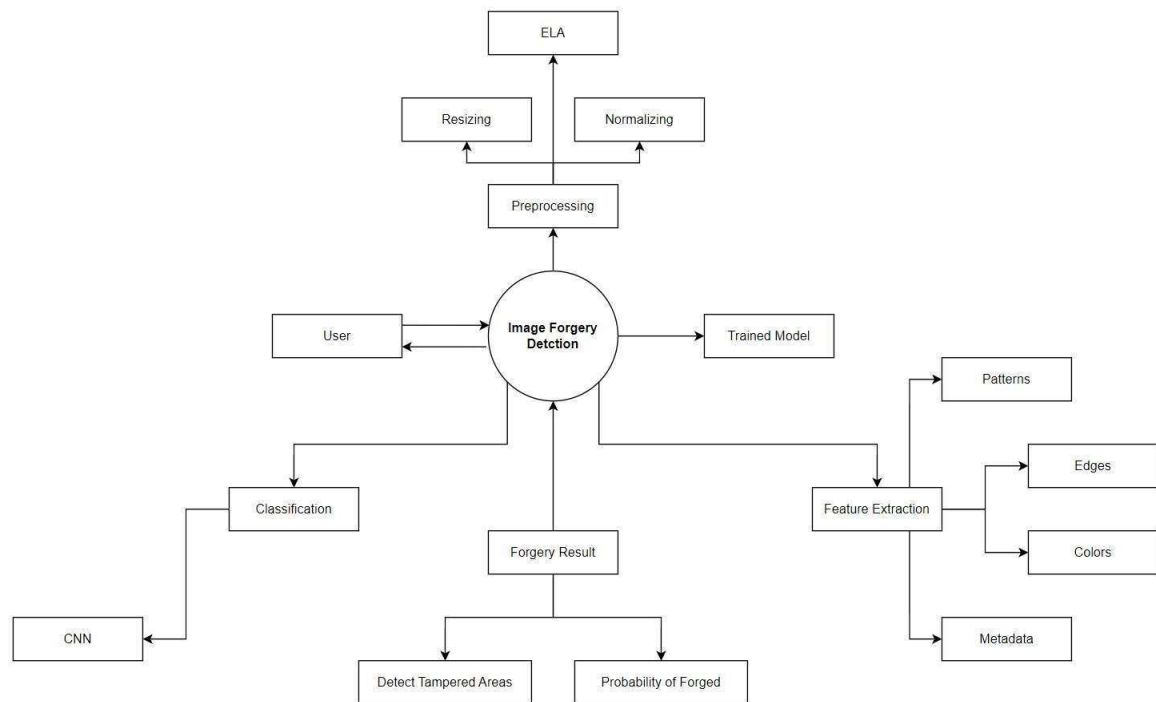 ELA
Resizing
Normalizing
Preprocessing
User
Image Forgery
Detction
Trained Model
Patterns
Edges
Classification
Feature Extraction
Forgery Result
Colors
CNN
Metadata
Detect Tampered Areas
Probability of Forged